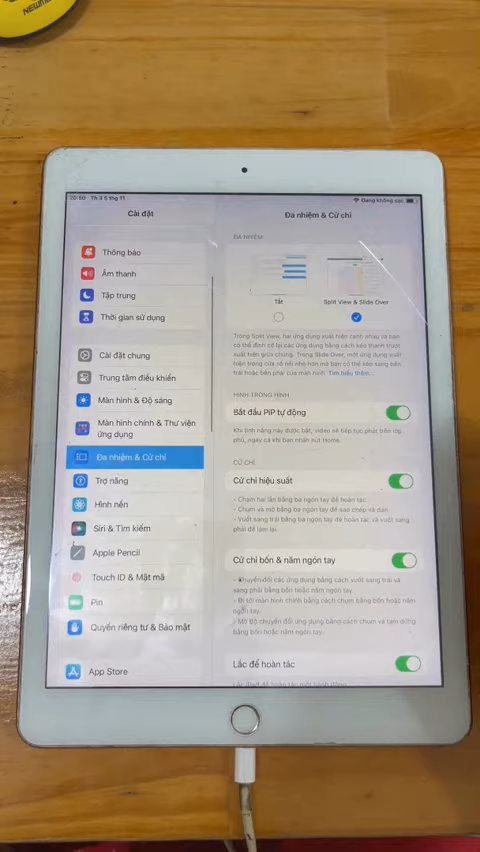 NEWMEN
20:50 Th 3 5 thg 11
Đang không sạc
Cài đặt
Đa nhiệm & Cử chỉ
Thông báo
Âm thanh
Tập trung
Thời gian sử dụng
Cài đặt chung
Trung tâm điều khiển
Màn hình & Độ sáng
Màn hình chính & Thư viện
ứng dụng
Đa nhiệm & Cử chỉ
Trợ năng
Hình nền
Siri & Tìm kiếm
Apple Pencil
Touch ID & Mật mã
Pin
Quyền riêng tư & Bảo mật
App Store
ĐA NHIỆM
Tắt
Split View & Slide Over
Trong Split View, hai ứng dụng xuất hiện cạnh nhau và bạn
có thể định cỡ lại các ứng dụng bằng cách kéo thanh trượt
xuất hiện giữa chúng. Trong Slide Over, một ứng dụng xuất hiện
trong cửa sổ nổi nhỏ hơn mà bạn có thể kéo sang bên
trái hoặc bên phải của màn hình. Tìm hiểu thêm...
HÌNH TRONG HÌNH
Bắt đầu PiP tự động
Khi tính năng này được bật, video sẽ tiếp tục phát trên lớp
phủ, ngay cả khi bạn nhấn nút Home.
CỬ CHỈ
Cử chỉ hiệu suất
- Chạm hai lần bằng ba ngón tay để hoàn tác.
- Chụm và mở bằng ba ngón tay để sao chép và dán
- Vuốt sang trái bằng ba ngón tay để hoàn tác và vuốt sang phải
để làm lại.
Cử chỉ bốn & năm ngón tay
- Chuyển đổi các ứng dụng bằng cách vuốt sang trái và
sang phải bằng bốn hoặc năm ngón tay.
- Đi tới màn hình chính bằng cách chụm bằng bốn hoặc năm
ngón tay.
- Mở Bộ chuyển đổi ứng dụng bằng cách chụm và tạm dừng
bằng bốn hoặc năm ngón tay.
Lắc để hoàn tác